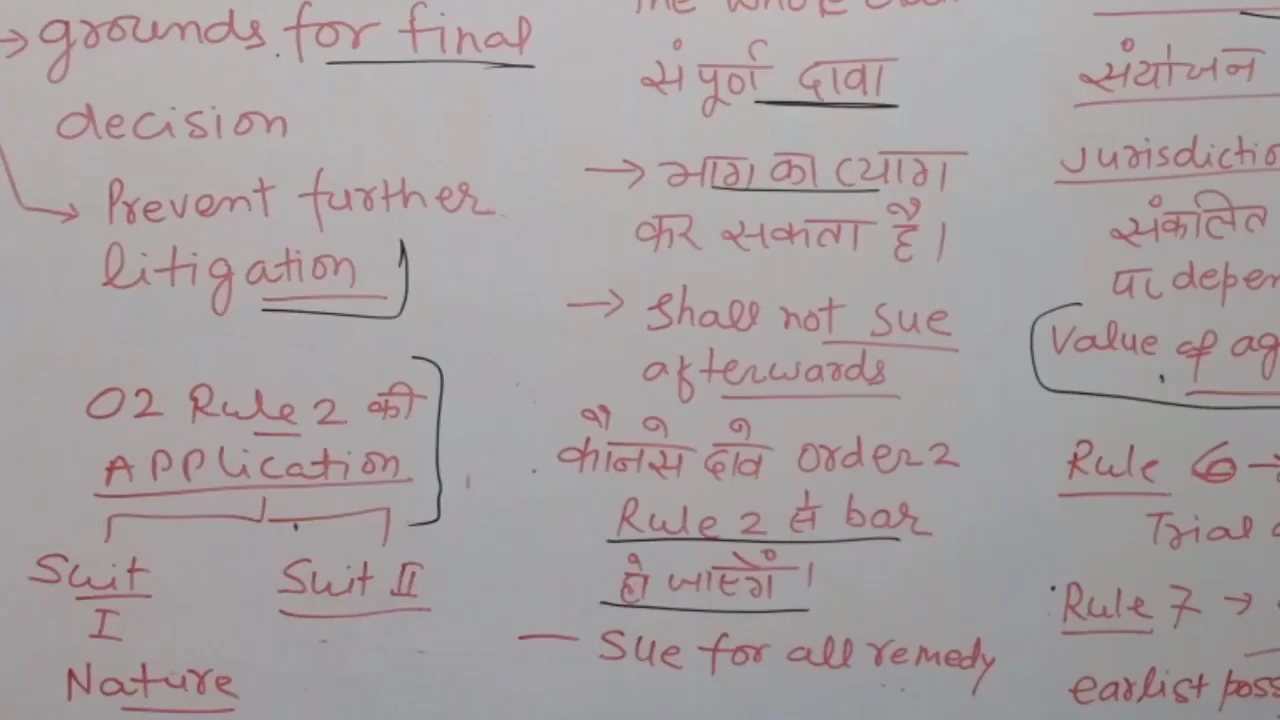 → grounds for final
decision
→ Prevent further
litigation
O2 Rule 2 की
Application
Suit
I
Suit II
Nature
संपूर्ण दावा
→ भाग का त्याग
कर सकता है।
→ Shall not sue
afterwards
कौनसे दावे order 2
Rule 2 से bar
हो जाएंगे।
— Sue for all remedy
संयोजन
Jurisdictio
संकलित
पर depen
Value of ag
Rule 6 →
Trial
Rule 7 →
earlist poss